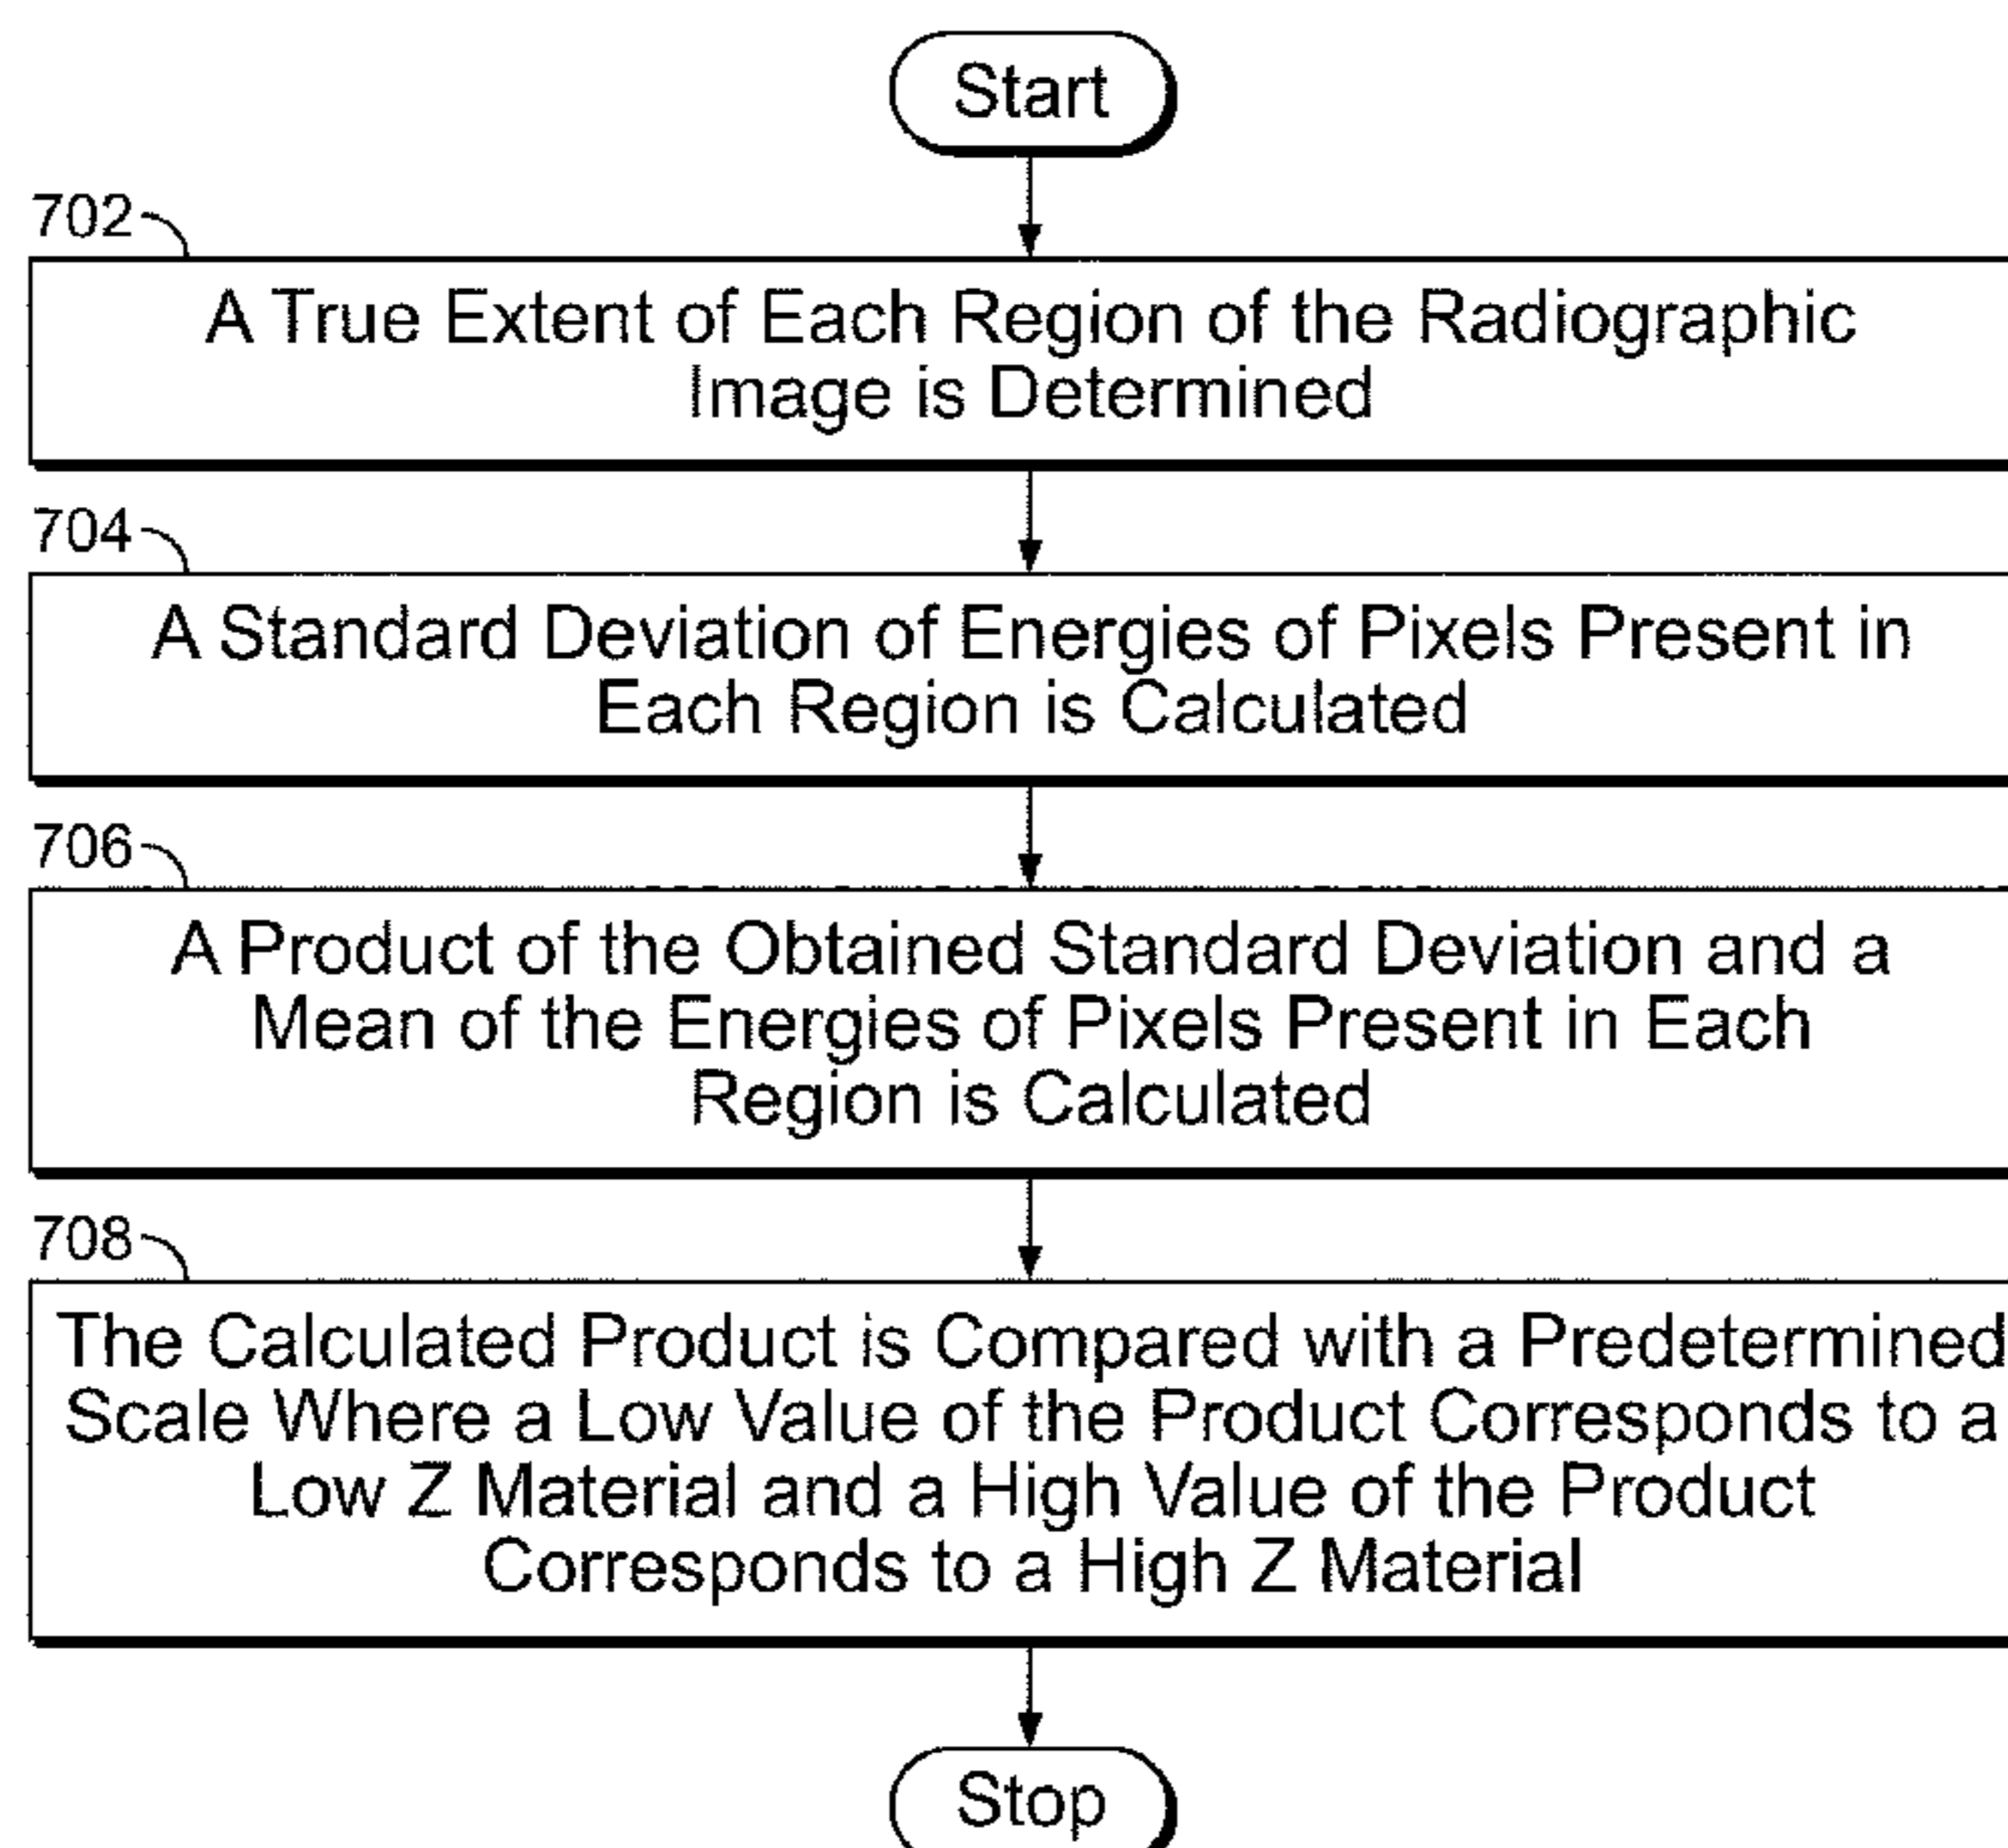 Start
702
A True Extent of Each Region of the Radiographic
Image is Determined
704
A Standard Deviation of Energies of Pixels Present in
Each Region is Calculated
706
A Product of the Obtained Standard Deviation and a
Mean of the Energies of Pixels Present in Each
Region is Calculated
708
The Calculated Product is Compared with a Predetermined
Scale Where a Low Value of the Product Corresponds to a
Low Z Material and a High Value of the Product
Corresponds to a High Z Material
Stop